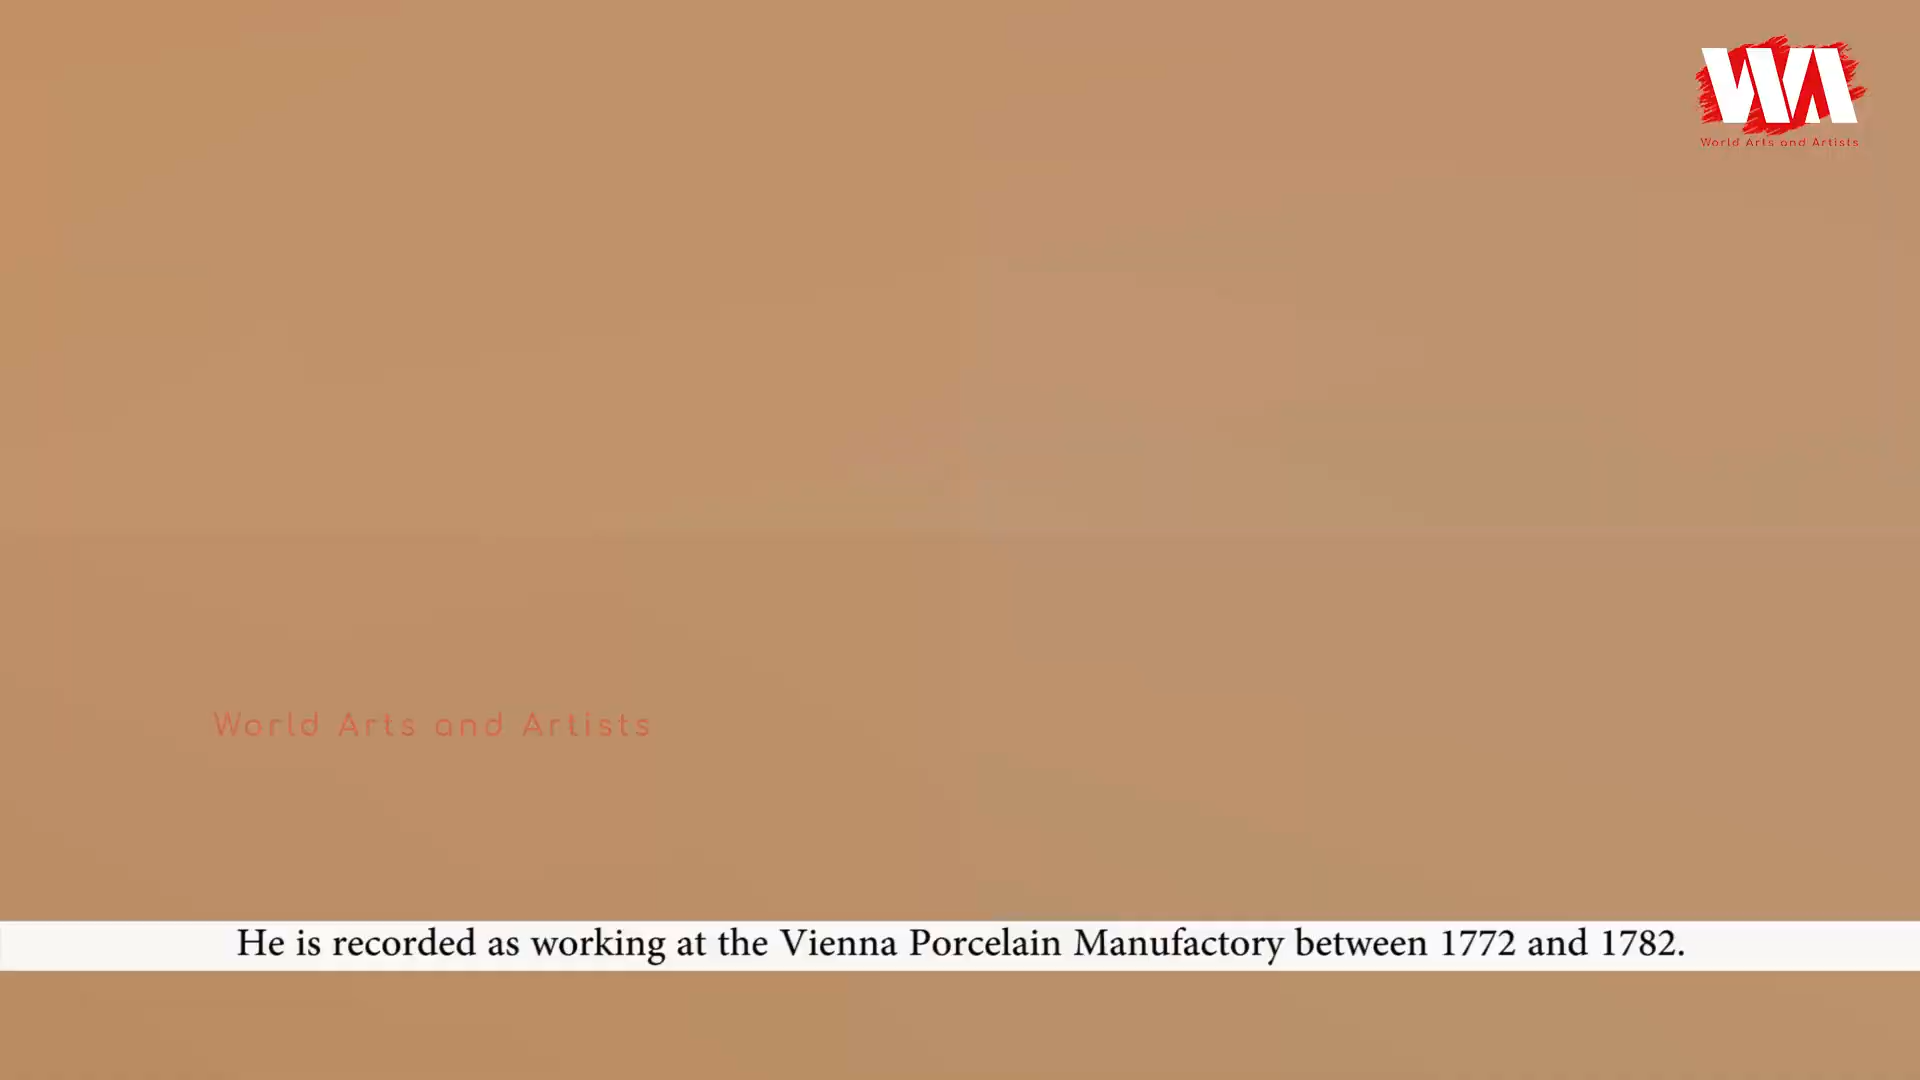 WA
World Arts and Artists
World Arts and Artists
He is recorded as working at the Vienna Porcelain Manufactory between 1772 and 1782.